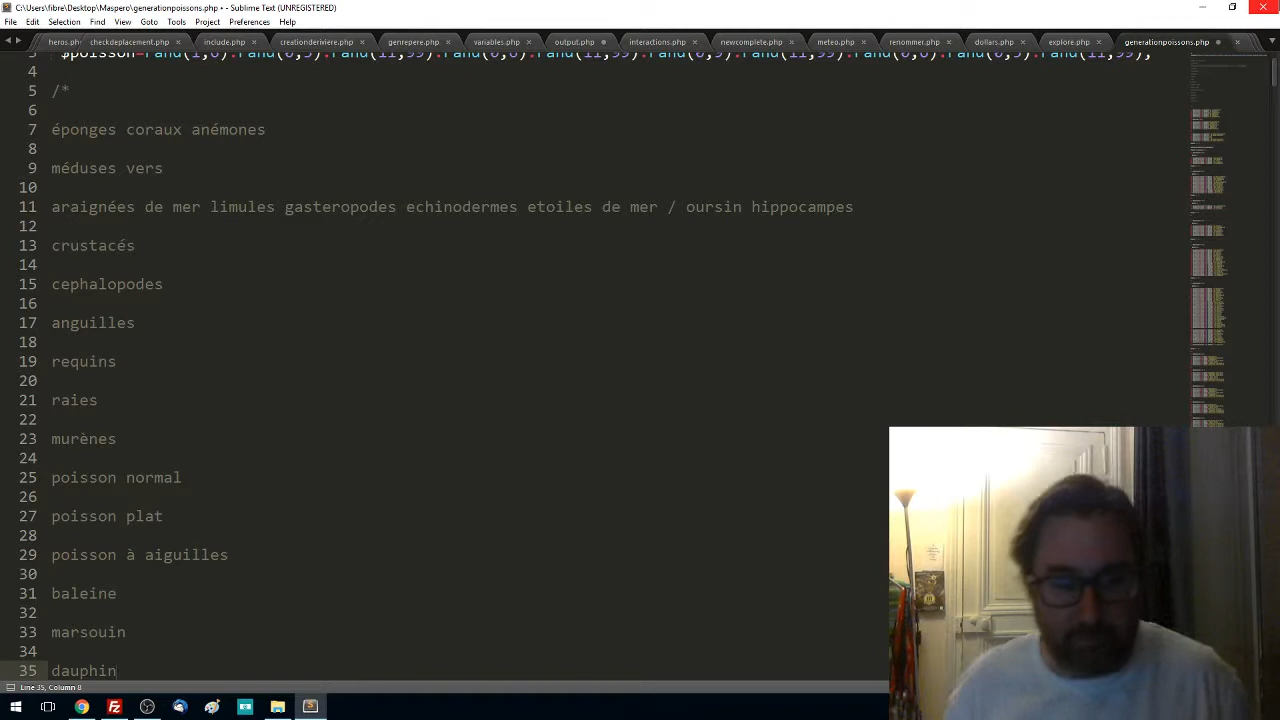 C:\Users\fibre\Desktop\Maspero\generationpoissons.php • - Sublime Text (UNREGISTERED)
File Edit Selection Find View Goto Tools Project Preferences Help
heros.php checkdeplacement.php include.php creationderiviere.php genrepere.php variables.php output.php interactions.php newcomplete.php meteo.php renommer.php dollars.php explore.php generationpoissons.php
4
5 /*
6
7 éponges coraux anémones
8
9 méduses vers
10
11 araignées de mer limules gasteropodes echinodermes etoiles de mer / oursin hippocampes
12
13 crustacés
14
15 cephalopodes
16
17 anguilles
18
19 requins
20
21 raies
22
23 murènes
24
25 poisson normal
26
27 poisson plat
28
29 poisson à aiguilles
30
31 baleine
32
33 marsouin
34
35 dauphin
Line 35, Column 8